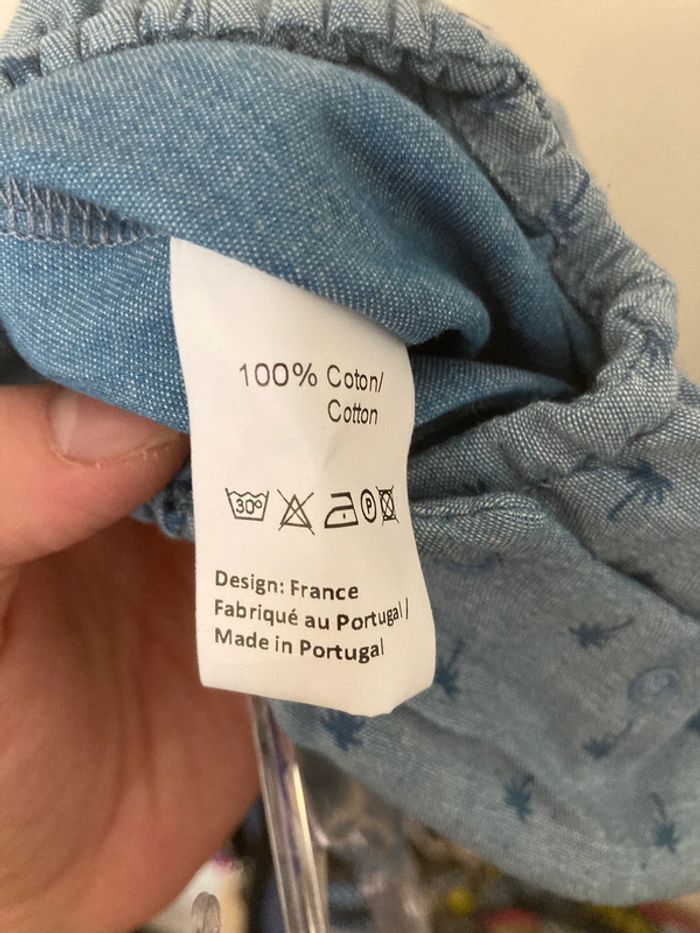 100% Coton/
Cotton
30°
P
Design: France
Fabriqué au Portugal/
Made in Portugal